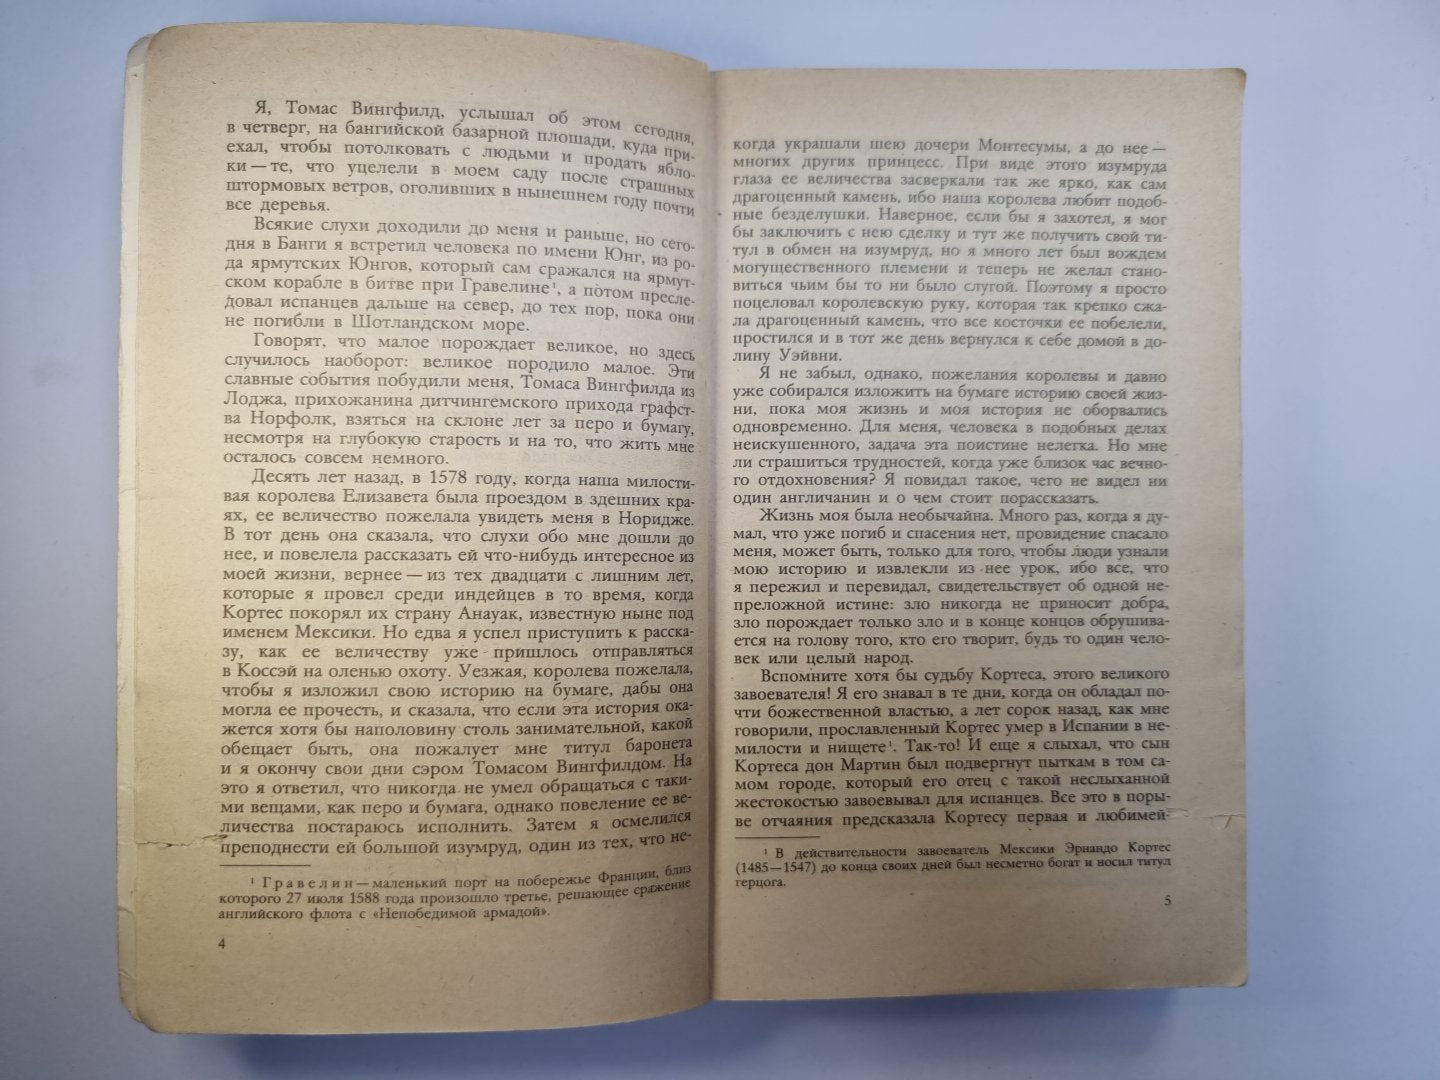 Я, Томас Вингфилд, услышал об этом сегодня,
в четверг, на бангийской базарной площади, куда при-
ехал, чтобы потолковать с людьми и продать ябло-
ки — те, что уцелели в моем саду после страшных
штормовых ветров, оголивших в нынешнем году почти
все деревья.
Всякие слухи доходили до меня и раньше, но сего-
дня в Банги я встретил человека по имени Юнг, из ро-
да ярмутских Юнгов, который сам сражался на ярмут-
ском корабле в битве при Гравелине¹, а потом пресле-
довал испанцев дальше на север, до тех пор, пока они
не погибли в Шотландском море.
Говорят, что малое порождает великое, но здесь
случилось наоборот: великое породило малое. Эти
славные события побудили меня, Томаса Вингфилда из
Лоджа, прихожанина дитчингемского прихода графст-
ва Норфолк, взяться на склоне лет за перо и бумагу,
несмотря на глубокую старость и на то, что жить мне
осталось совсем немного.
Десять лет назад, в 1578 году, когда наша милости-
вая королева Елизавета была проездом в здешних кра-
ях, ее величество пожелала увидеть меня в Норидже.
В тот день она сказала, что слухи обо мне дошли до
нее, и повелела рассказать ей что-нибудь интересное из
моей жизни, вернее — из тех двадцати с лишним лет,
которые я провел среди индейцев в то время, когда
Кортес покорял их страну Анауак, известную ныне под
именем Мексики. Но едва я успел приступить к расска-
зу, как ее величеству уже пришлось отправляться
в Коссэй на оленью охоту. Уезжая, королева пожелала,
чтобы я изложил свою историю на бумаге, дабы она
могла ее прочесть, и сказала, что если эта история ока-
жется хотя бы наполовину столь занимательной, какой
обещает быть, она пожалует мне титул баронета
и я окончу свои дни сэром Томасом Вингфилдом. На
это я ответил, что никогда не умел обращаться с таки-
ми вещами, как перо и бумага, однако повеление ее ве-
личества постараюсь исполнить. Затем я осмелился
преподнести ей большой изумруд, один из тех, что не-
¹ Гравелин — маленький порт на побережье Франции, близ
которого 27 июля 1588 года произошло третье, решающее сражение
английского флота с «Непобедимой армадой».
4
когда украшали шею дочери Монтесумы, а до нее —
многих других принцесс. При виде этого изумруда
глаза ее величества засверкали так же ярко, как сам
драгоценный камень, ибо наша королева любит подоб-
ные безделушки. Наверное, если бы я захотел, я мог
бы заключить с нею сделку и тут же получить свой ти-
тул в обмен на изумруд, но я много лет был вождем
могущественного племени и теперь не желал стано-
виться чьим бы то ни было слугой. Поэтому я просто
поцеловал королевскую руку, которая так крепко сжа-
ла драгоценный камень, что все косточки ее побелели,
простился и в тот же день вернулся к себе домой в до-
лину Уэйвни.
Я не забыл, однако, пожелания королевы и давно
уже собирался изложить на бумаге историю своей жиз-
ни, пока моя жизнь и моя история не оборвались
одновременно. Для меня, человека в подобных делах
неискушенного, задача эта поистине нелегка. Но мне
ли страшиться трудностей, когда уже близок час вечно-
го отдохновения? Я повидал такое, чего не видел ни
один англичанин и о чем стоит порассказать.
Жизнь моя была необычайна. Много раз, когда я ду-
мал, что уже погиб и спасения нет, провидение спасало
меня, может быть, только для того, чтобы люди узнали
мою историю и извлекли из нее урок, ибо все, что
я пережил и перевидал, свидетельствует об одной не-
преложной истине: зло никогда не приносит добра,
зло порождает только зло и в конце концов обрушива-
ется на голову того, кто его творит, будь то один чело-
век или целый народ.
Вспомните хотя бы судьбу Кортеса, этого великого
завоевателя! Я его знавал в те дни, когда он обладал по-
чти божественной властью, а лет сорок назад, как мне
говорили, прославленный Кортес умер в Испании в не-
милости и нищете¹. Так-то! И еще я слыхал, что сын
Кортеса дон Мартин был подвергнут пыткам в том са-
мом городе, который его отец с такой неслыханной
жестокостью завоевывал для испанцев. Все это в поры-
ве отчаяния предсказала Кортесу первая и любимей-
¹ В действительности завоеватель Мексики Эрнандо Кортес
(1485—1547) до конца своих дней был несметно богат и носил титул
герцога.
5